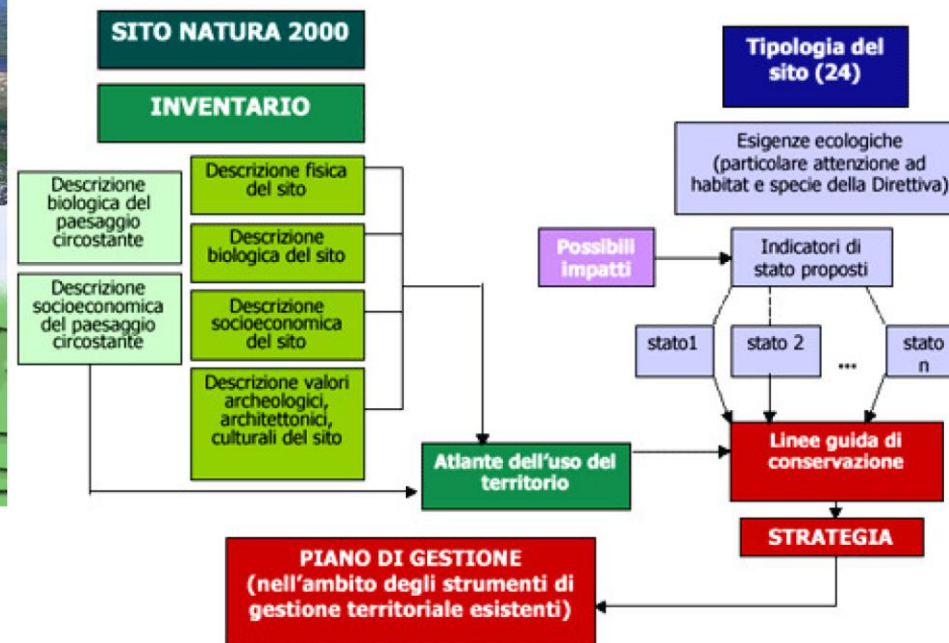 SITO NATURA 2000
INVENTARIO
Descrizione
biologica del
paesaggio
circostante
Descrizione
socioeconomica
del paesaggio
circostante
Descrizione fisica
del sito
Descrizione
biologica del sito
Descrizione
socioeconomica
del sito
Descrizione valori
archeologici,
architettonici,
culturali del sito
Atlante dell'uso del
territorio
Tipologia del
sito (24)
Esigenze ecologiche
(particolare attenzione ad
habitat e specie della Direttiva)
Possibili
impatti
Indicatori di
stato proposti
stato1
stato 2
...
stato
n
Linee guida di
conservazione
STRATEGIA
PIANO DI GESTIONE
(nell'ambito degli strumenti di
gestione territoriale esistenti)